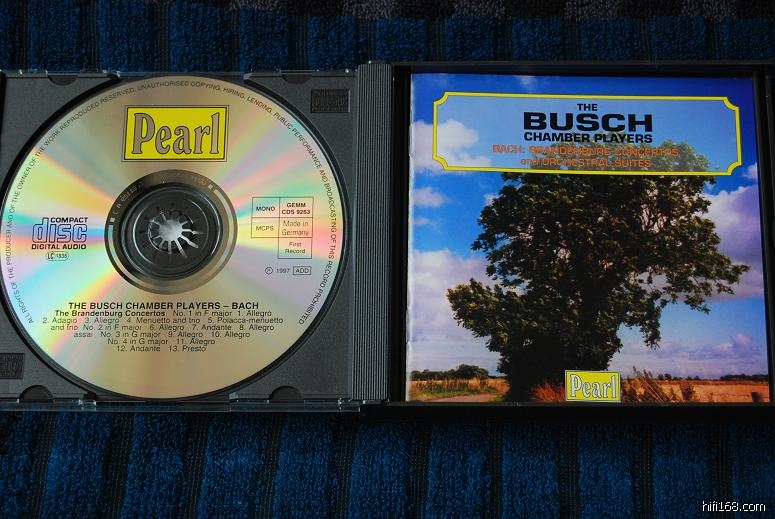 ALL RIGHTS OF THE PRODUCER AND OF THE OWNER OF THE WORK REPRODUCED RESERVED. UNAUTHORISED COPYING, HIRING, LENDING, PUBLIC PERFORMANCE AND BROADCASTING OF THIS RECORD PROHIBITED
Pearl
COMPACT
disc
DIGITAL AUDIO
LC 1836
MONO
GEMM
CDS 9263
MCPS
Made in
Germany
First
Record
℗ 1997 ADD
THE BUSCH CHAMBER PLAYERS – BACH
The Brandenburg Concertos No. 1 in F major 1. Allegro
2. Adagio 3. Allegro 4. Menuetto and trio 5. Polacca-menuetto
and trio No. 2 in F major 6. Allegro 7. Andante 8. Allegro
assai No. 3 in G major 9. Allegro 10. Allegro
No. 4 in G major 11. Allegro
12. Andante 13. Presto
THE
BUSCH
CHAMBER PLAYERS
BACH: BRANDENBURG CONCERTOS
and ORCHESTRAL SUITES
Pearl
hifi168.com